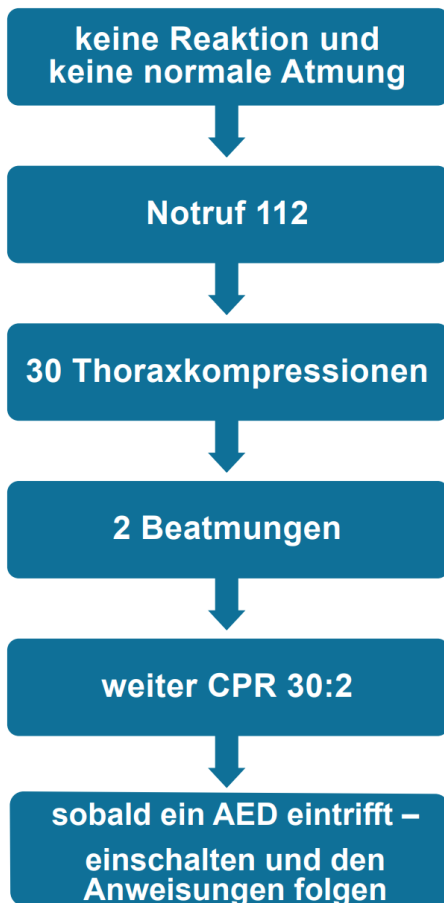 keine Reaktion und
keine normale Atmung
Notruf 112
30 Thoraxkompressionen
2 Beatmungen
weiter CPR 30:2
sobald ein AED eintrifft –
einschalten und den
Anweisungen folgen